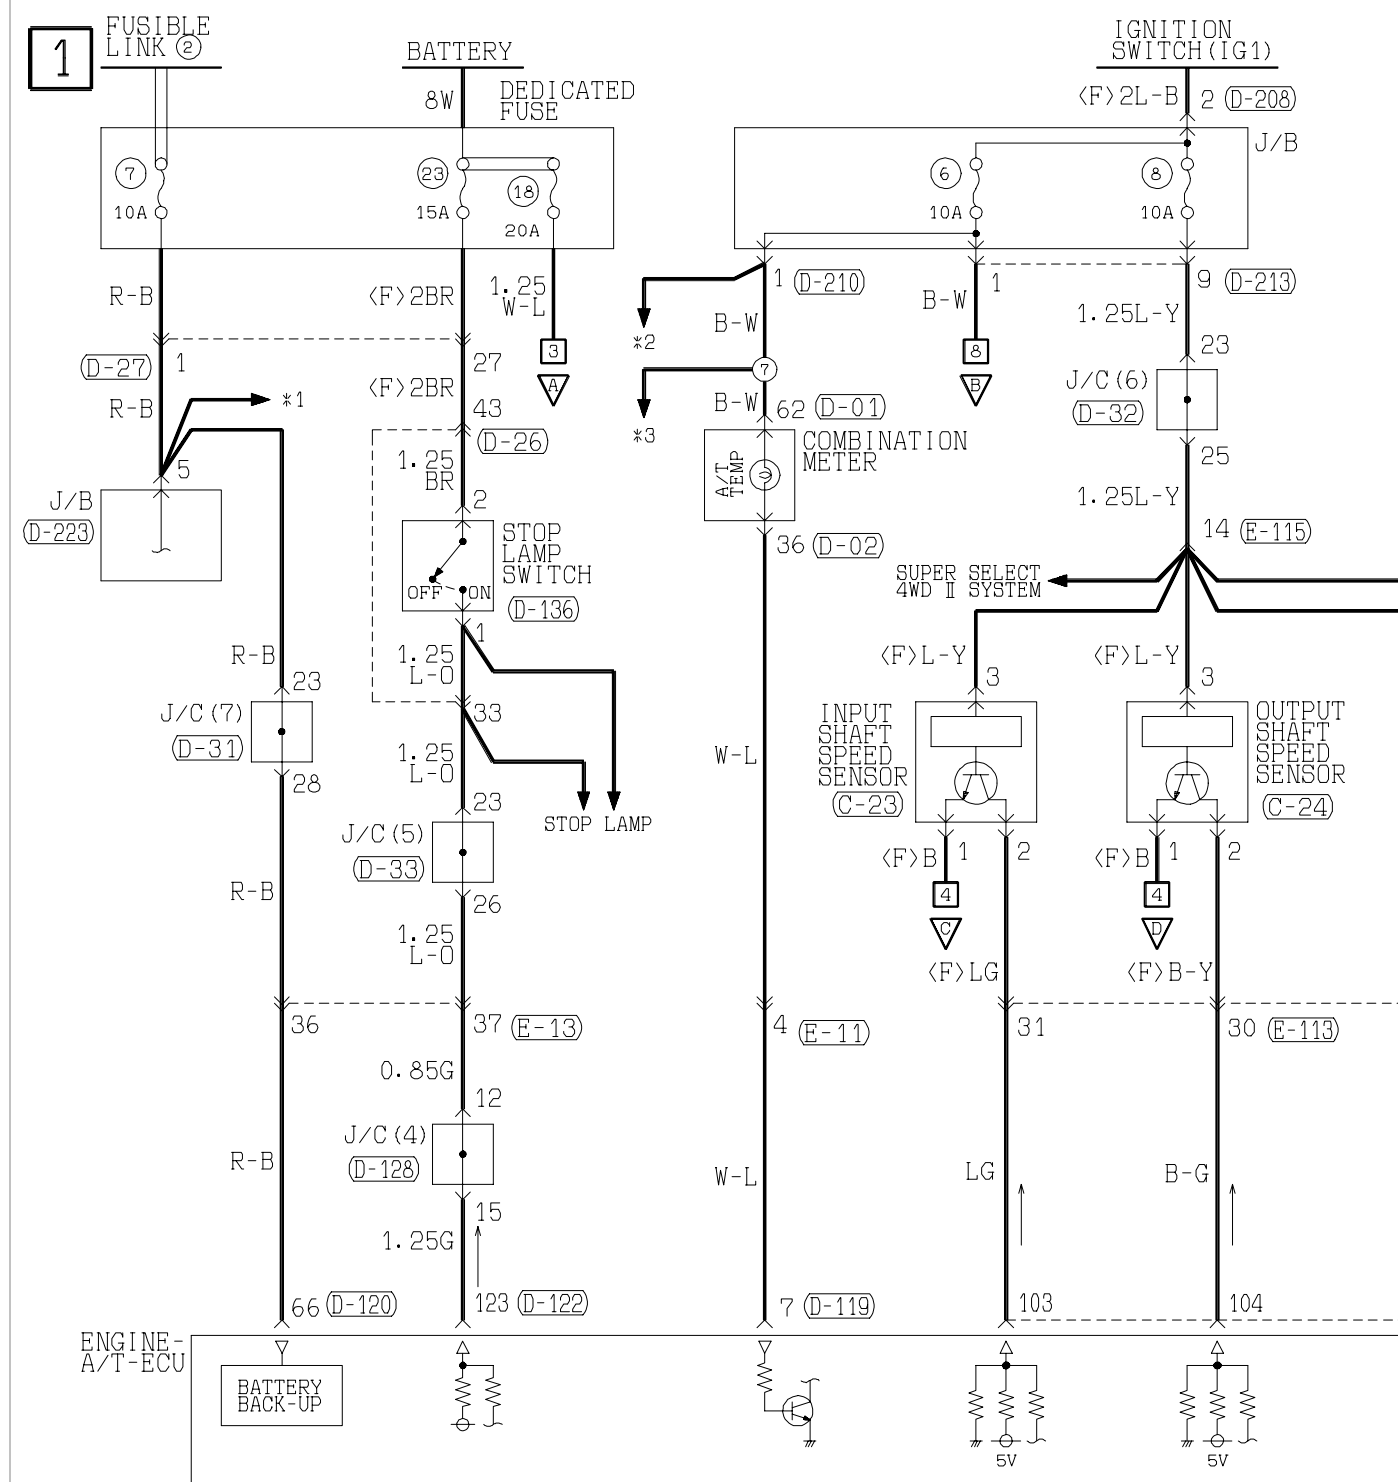 1
FUSIBLE
LINK ②
BATTERY
IGNITION
SWITCH(IG1)
8W
DEDICATED
FUSE
<F>2L-B
2
D-208
J/B
7
10A
23
15A
18
20A
6
10A
8
10A
R-B
<F>2BR
1.25
W-L
3
A
1
D-210
*2
B-W
1
B-W
8
B
9
D-213
1.25L-Y
D-27
1
27
7
*3
23
J/C(6)
D-32
R-B
*1
<F>2BR
43
D-26
B-W
62
D-01
COMBINATION
METER
A/T
TEMP
25
5
J/B
D-223
1.25
BR
2
1.25L-Y
STOP
LAMP
SWITCH
OFF
ON
D-136
36
D-02
14
E-115
SUPER SELECT
4WD II SYSTEM
1
R-B
1.25
L-O
<F>L-Y
<F>L-Y
23
3
3
J/C(7)
D-31
28
33
1.25
L-O
W-L
INPUT
SHAFT
SPEED
SENSOR
C-23
OUTPUT
SHAFT
SPEED
SENSOR
C-24
23
STOP LAMP
J/C(5)
D-33
<F>B
1
2
<F>B
1
2
R-B
26
4
C
4
D
1.25
L-O
<F>LG
<F>B-Y
36
37
E-13
4
E-11
31
30
E-113
0.85G
12
J/C(4)
D-128
R-B
W-L
LG
B-G
15
1.25G
66
D-120
123
D-122
7
D-119
103
104
ENGINE-
A/T-ECU
BATTERY
BACK-UP
5V
5V